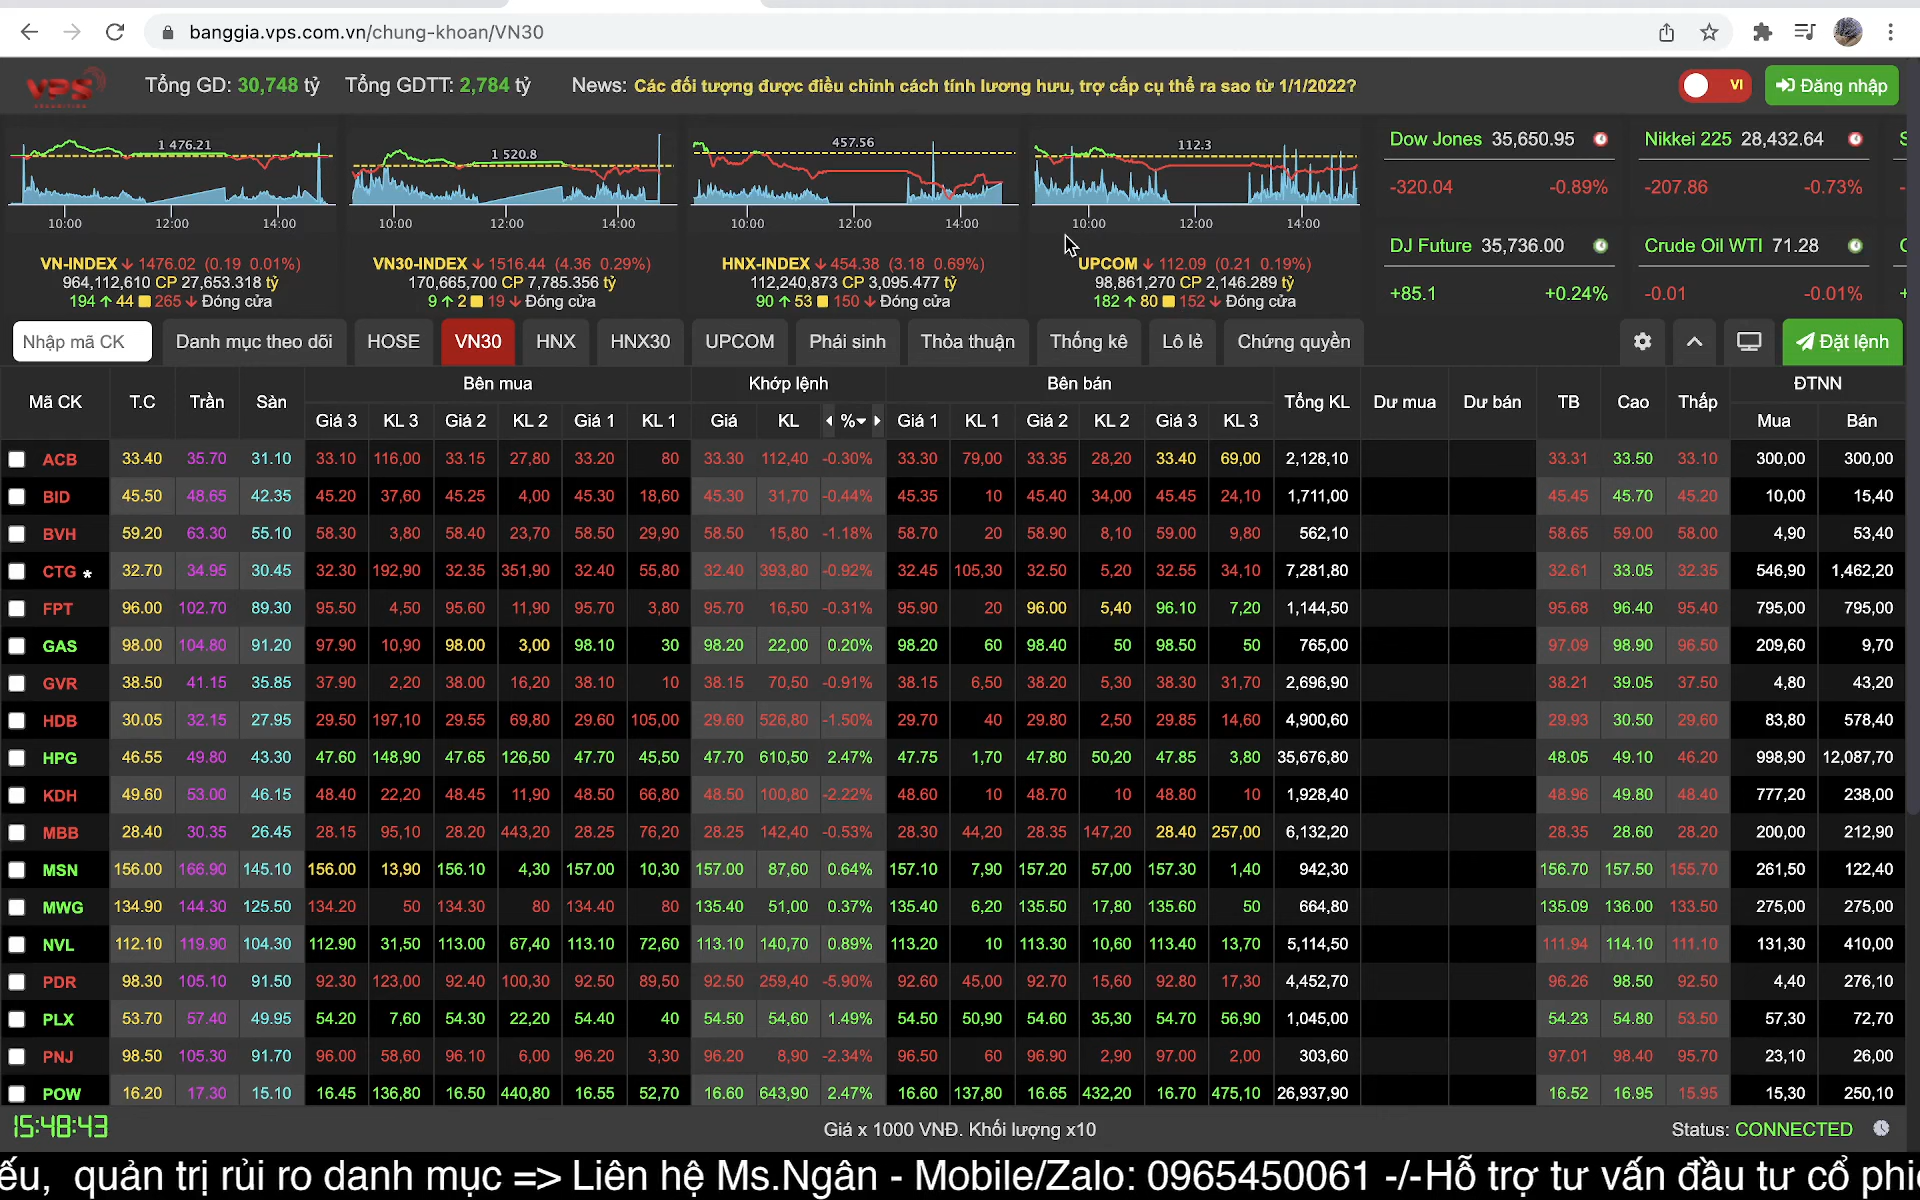 banggia.vps.com.vn/chung-khoan/VN30
VPS Tổng GD: 30,748 tỷ Tổng GDTT: 2,784 tỷ News: Các đối tượng được điều chỉnh cách tính lương hưu, trợ cấp cụ thể ra sao từ 1/1/2022? VI Đăng nhập
1 476.21 1 520.8 457.56 112.3
10:00 12:00 14:00 10:00 12:00 14:00 10:00 12:00 14:00 10:00 12:00 14:00
Dow Jones 35,650.95 Nikkei 225 28,432.64
-320.04 -0.89% -207.86 -0.73%
DJ Future 35,736.00 Crude Oil WTI 71.28
+85.1 +0.24% -0.01 -0.01%
VN-INDEX 1476.02 (0.19 0.01%) VN30-INDEX 1516.44 (4.36 0.29%) HNX-INDEX 454.38 (3.18 0.69%) UPCOM 112.09 (0.21 0.19%)
964,112,610 CP 27,653.318 tỷ 170,665,700 CP 7,785.356 tỷ 112,240,873 CP 3,095.477 tỷ 98,861,270 CP 2,146.289 tỷ
194 ↑ 44 265 ↓ Đóng cửa 9 ↑ 2 19 ↓ Đóng cửa 90 ↑ 53 150 ↓ Đóng cửa 182 ↑ 80 152 ↓ Đóng cửa
Nhập mã CK Danh mục theo dõi HOSE VN30 HNX HNX30 UPCOM Phái sinh Thỏa thuận Thống kê Lô lẻ Chứng quyền Đặt lệnh
Mã CK T.C Trần Sàn Bên mua Khớp lệnh Bên bán Tổng KL Dư mua Dư bán TB Cao Thấp ĐTNN
Giá 3 KL 3 Giá 2 KL 2 Giá 1 KL 1 Giá KL % Giá 1 KL 1 Giá 2 KL 2 Giá 3 KL 3 Mua Bán
ACB 33.40 35.70 31.10 33.10 116,00 33.15 27,80 33.20 80 33.30 112,40 -0.30% 33.30 79,00 33.35 28,20 33.40 69,00 2,128,10 33.31 33.50 33.10 300,00 300,00
BID 45.50 48.65 42.35 45.20 37,60 45.25 4,00 45.30 18,60 45.30 31,70 -0.44% 45.35 10 45.40 34,00 45.45 24,10 1,711,00 45.45 45.70 45.20 10,00 15,40
BVH 59.20 63.30 55.10 58.30 3,80 58.40 23,70 58.50 29,90 58.50 15,80 -1.18% 58.70 20 58.90 8,10 59.00 9,80 562,10 58.65 59.00 58.00 4,90 53,40
CTG * 32.70 34.95 30.45 32.30 192,90 32.35 351,90 32.40 55,80 32.40 393,80 -0.92% 32.45 105,30 32.50 5,20 32.55 34,10 7,281,80 32.61 33.05 32.35 546,90 1,462,20
FPT 96.00 102.70 89.30 95.50 4,50 95.60 11,90 95.70 3,80 95.70 16,50 -0.31% 95.90 20 96.00 5,40 96.10 7,20 1,144,50 95.68 96.40 95.40 795,00 795,00
GAS 98.00 104.80 91.20 97.90 10,90 98.00 3,00 98.10 30 98.20 22,00 0.20% 98.20 60 98.40 50 98.50 50 765,00 97.09 98.90 96.50 209,60 9,70
GVR 38.50 41.15 35.85 37.90 2,20 38.00 16,20 38.10 10 38.15 70,50 -0.91% 38.15 6,50 38.20 5,30 38.30 31,70 2,696,90 38.21 39.05 37.50 4,80 43,20
HDB 30.05 32.15 27.95 29.50 197,10 29.55 69,80 29.60 105,00 29.60 526,80 -1.50% 29.70 40 29.80 2,50 29.85 14,60 4,900,60 29.93 30.50 29.60 83,80 578,40
HPG 46.55 49.80 43.30 47.60 148,90 47.65 126,50 47.70 45,50 47.70 610,50 2.47% 47.75 1,70 47.80 50,20 47.85 3,80 35,676,80 48.05 49.10 46.20 998,90 12,087,70
KDH 49.60 53.00 46.15 48.40 22,20 48.45 11,90 48.50 66,80 48.50 100,80 -2.22% 48.60 10 48.70 10 48.80 10 1,928,40 48.96 49.80 48.40 777,20 238,00
MBB 28.40 30.35 26.45 28.15 95,10 28.20 443,20 28.25 76,20 28.25 142,40 -0.53% 28.30 44,20 28.35 147,20 28.40 257,00 6,132,20 28.35 28.60 28.20 200,00 212,90
MSN 156.00 166.90 145.10 156.00 13,90 156.10 4,30 157.00 10,30 157.00 87,60 0.64% 157.10 7,90 157.20 57,00 157.30 1,40 942,30 156.70 157.50 155.70 261,50 122,40
MWG 134.90 144.30 125.50 134.20 50 134.30 80 134.40 80 135.40 51,00 0.37% 135.40 6,20 135.50 17,80 135.60 50 664,80 135.09 136.00 133.50 275,00 275,00
NVL 112.10 119.90 104.30 112.90 31,50 113.00 67,40 113.10 72,60 113.10 140,70 0.89% 113.20 10 113.30 10,60 113.40 13,70 5,114,50 111.94 114.10 111.10 131,30 410,00
PDR 98.30 105.10 91.50 92.30 123,00 92.40 100,30 92.50 89,50 92.50 259,40 -5.90% 92.60 45,00 92.70 15,60 92.80 17,30 4,452,70 96.26 98.50 92.50 4,40 276,10
PLX 53.70 57.40 49.95 54.20 7,60 54.30 22,20 54.40 40 54.50 54,60 1.49% 54.50 50,90 54.60 35,30 54.70 56,90 1,045,00 54.23 54.80 53.50 57,30 72,70
PNJ 98.50 105.30 91.70 96.00 58,60 96.10 6,00 96.20 3,30 96.20 8,90 -2.34% 96.50 60 96.90 2,90 97.00 2,00 303,60 97.01 98.40 95.70 23,10 26,00
POW 16.20 17.30 15.10 16.45 136,80 16.50 440,80 16.55 52,70 16.60 643,90 2.47% 16.60 137,80 16.65 432,20 16.70 475,10 26,937,90 16.52 16.95 15.95 15,30 250,10
15:48:43 Giá x 1000 VNĐ. Khối lượng x10 Status: CONNECTED
ếu, quản trị rủi ro danh mục => Liên hệ Ms.Ngân - Mobile/Zalo: 0965450061 -/-Hỗ trợ tư vấn đầu tư cổ phi